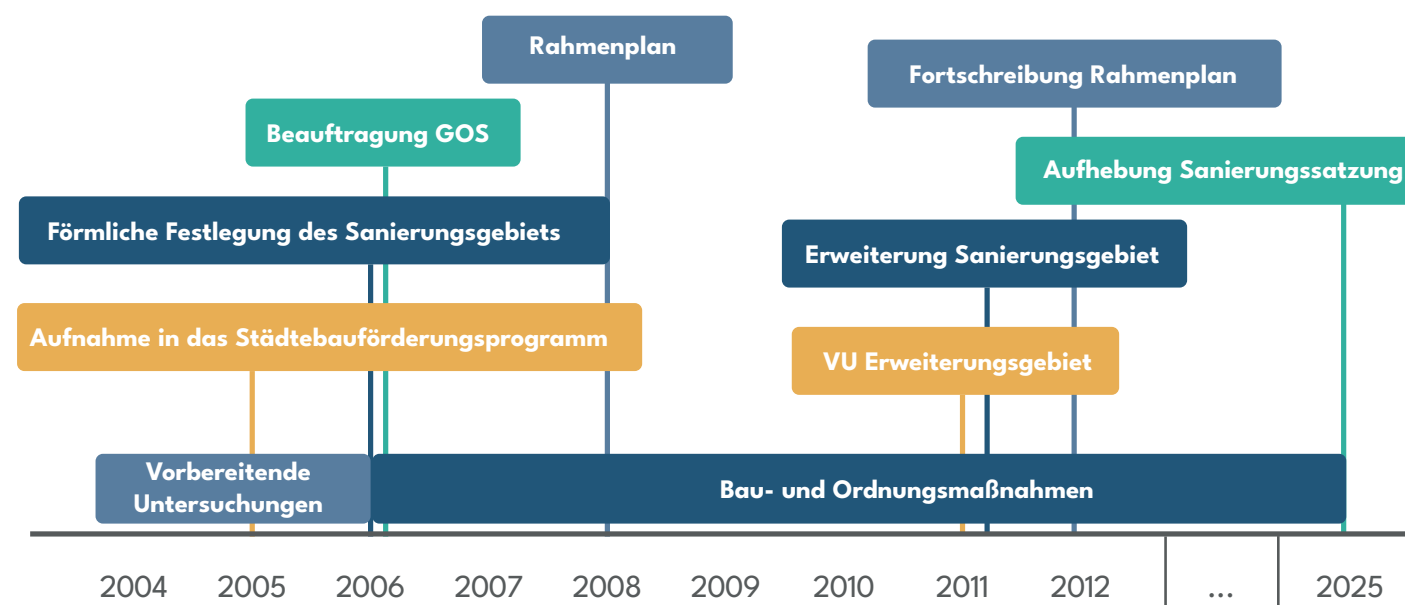 Rahmenplan
Fortschreibung Rahmenplan
Beauftragung GOS
Aufhebung Sanierungssatzung
Förmliche Festlegung des Sanierungsgebiets
Erweiterung Sanierungsgebiet
Aufnahme in das Städtebauförderungsprogramm
VU Erweiterungsgebiet
Vorbereitende
Untersuchungen
Bau- und Ordnungsmaßnahmen
2004 2005 2006 2007 2008 2009 2010 2011 2012 ... 2025